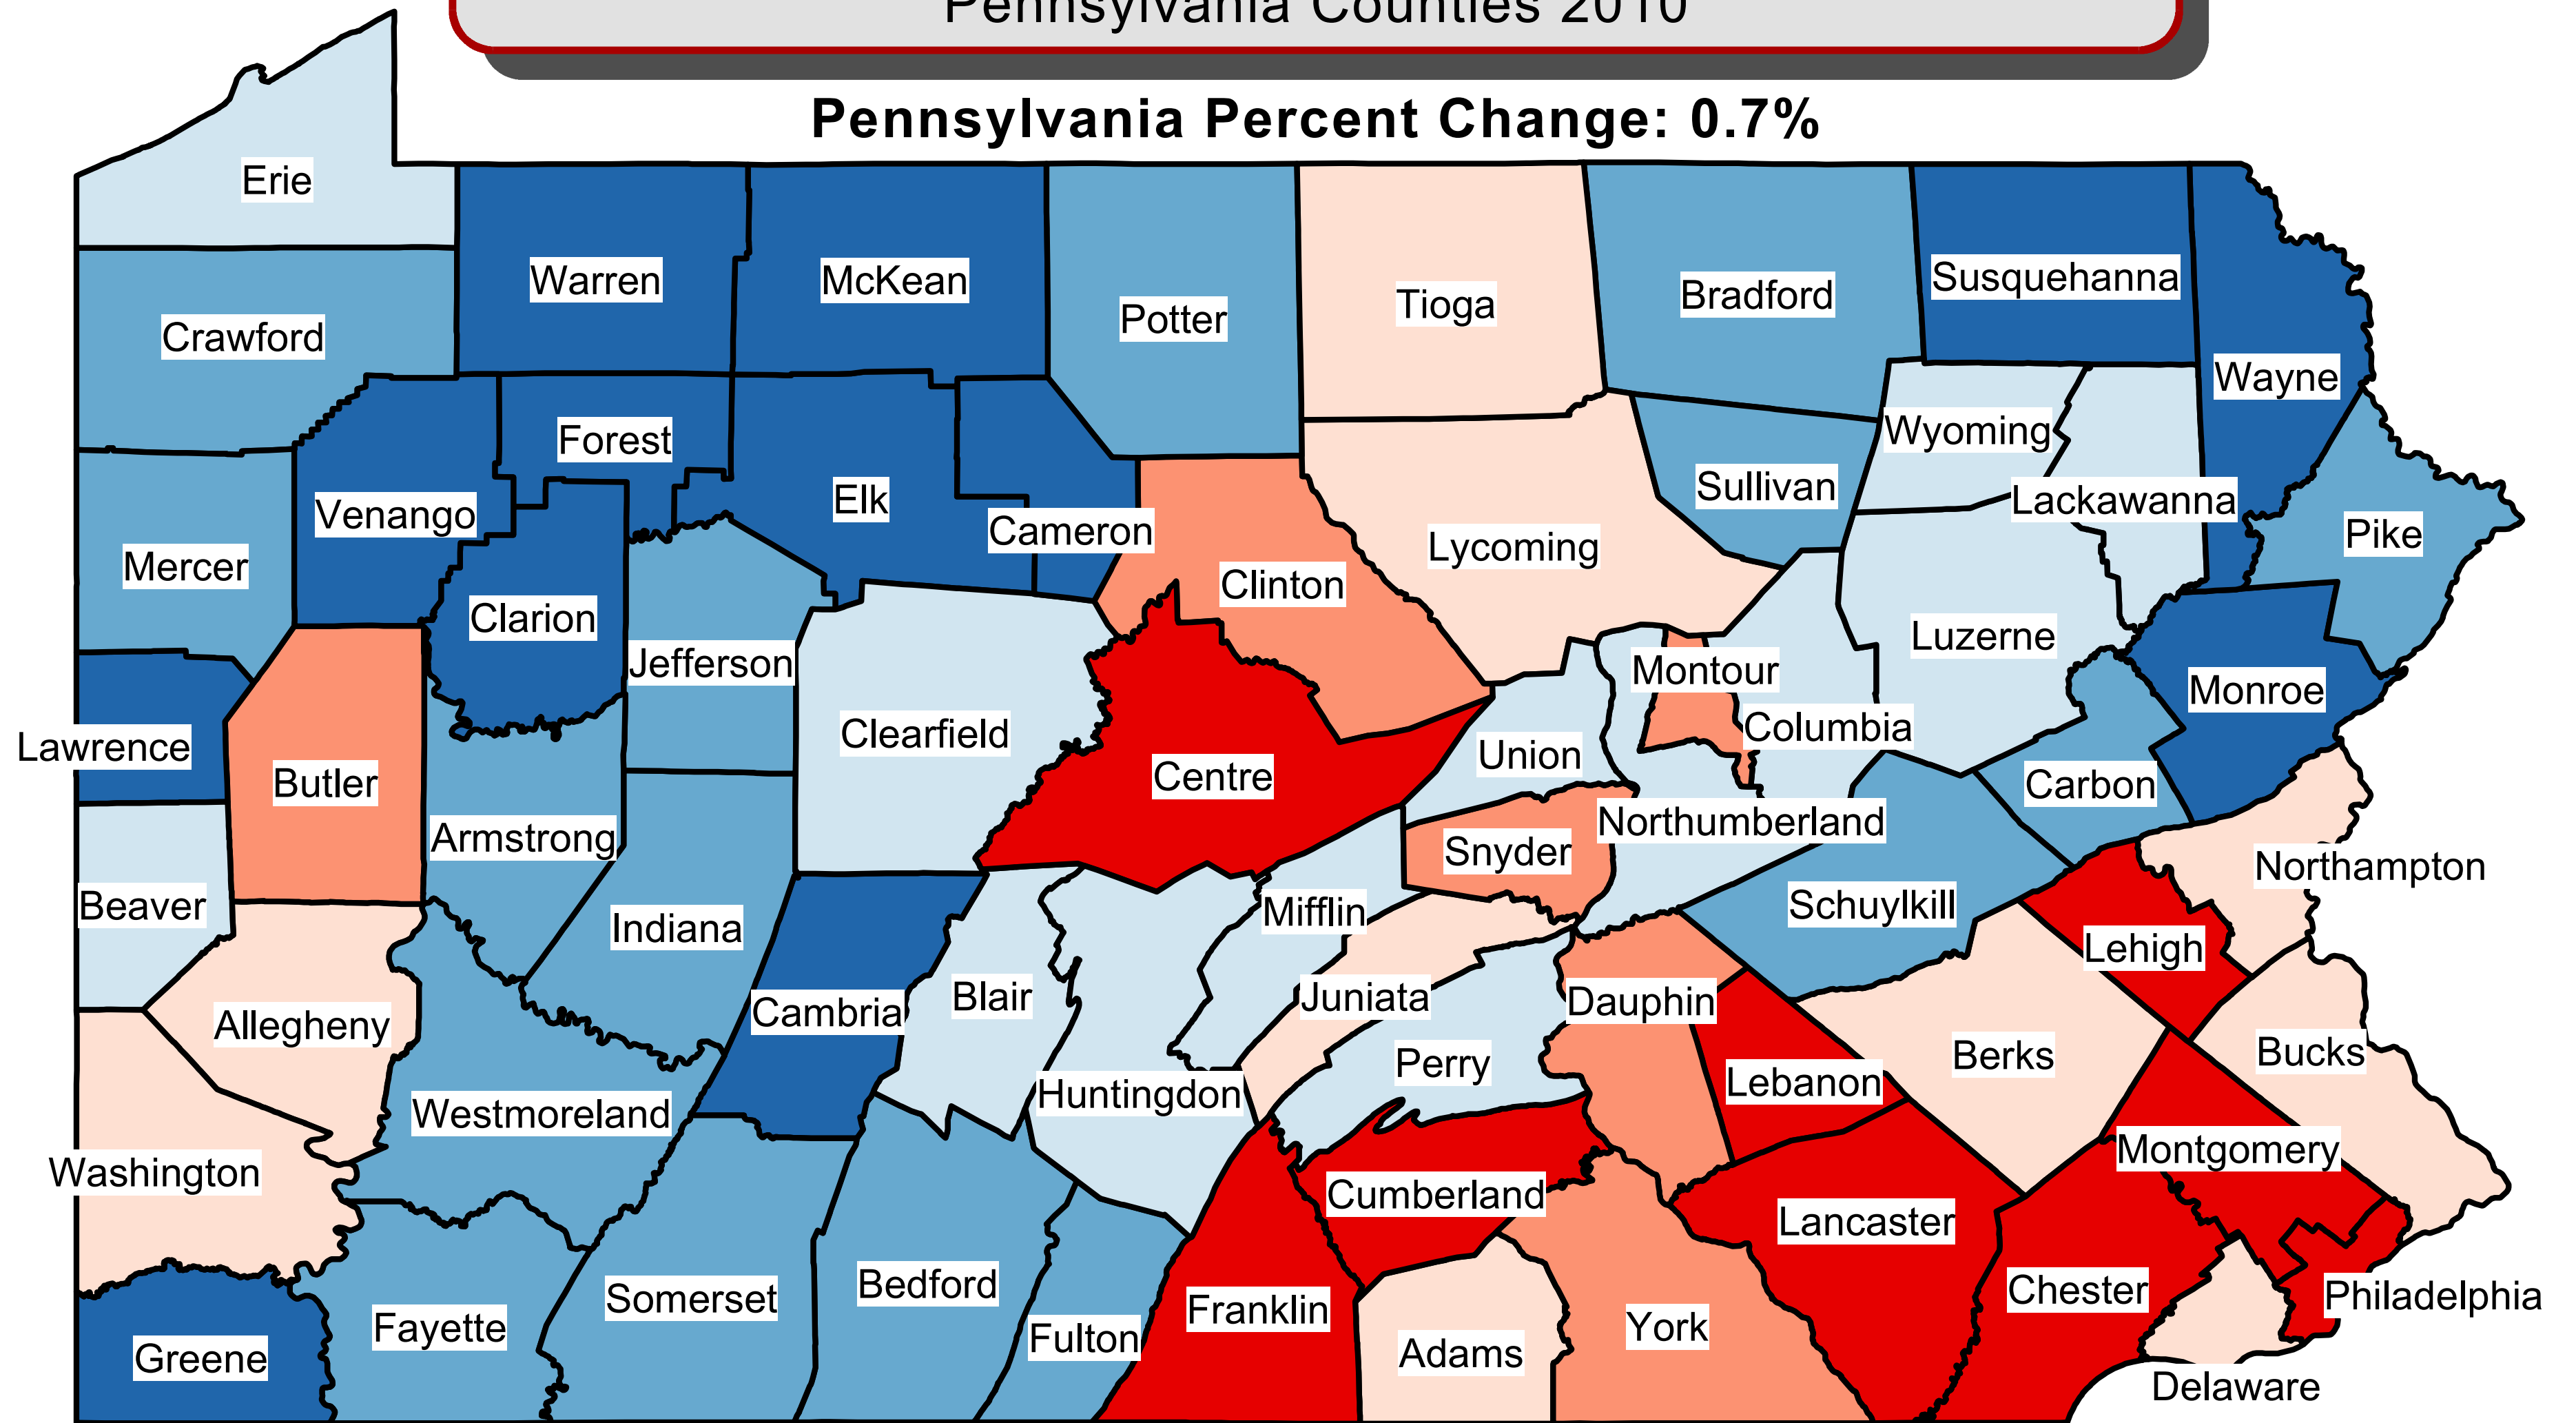 Pennsylvania Counties 2010
Pennsylvania Percent Change: 0.7%
Erie
Warren
McKean
Potter
Tioga
Bradford
Susquehanna
Wayne
Crawford
Forest
Venango
Elk
Cameron
Wyoming
Sullivan
Lackawanna
Pike
Mercer
Clarion
Jefferson
Clinton
Lycoming
Montour
Luzerne
Monroe
Lawrence
Butler
Clearfield
Centre
Union
Columbia
Carbon
Armstrong
Snyder
Northumberland
Northampton
Beaver
Indiana
Mifflin
Schuylkill
Lehigh
Allegheny
Cambria
Blair
Juniata
Dauphin
Berks
Bucks
Westmoreland
Huntingdon
Perry
Lebanon
Montgomery
Washington
Cumberland
Lancaster
Greene
Fayette
Somerset
Bedford
Fulton
Franklin
Adams
York
Chester
Philadelphia
Delaware